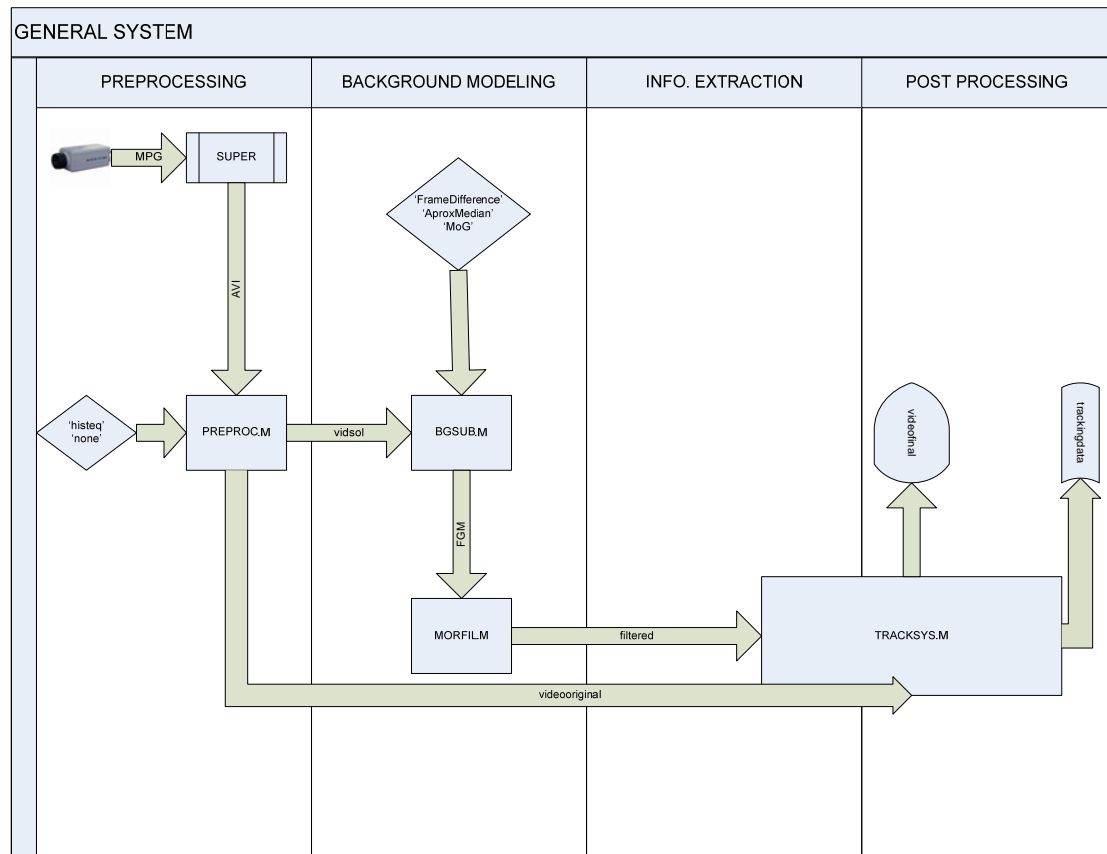 GENERAL SYSTEM
PREPROCESSING
BACKGROUND MODELING
INFO. EXTRACTION
POST PROCESSING
MPG
SUPER
'FrameDifference'
'AproxMedian'
'MoG'
AVI
'histeq'
'none'
PREPROC.M
vidsol
BGSUB.M
videofinal
trackingdata
FGM
MORFIL.M
filtered
TRACKSYS.M
videooriginal